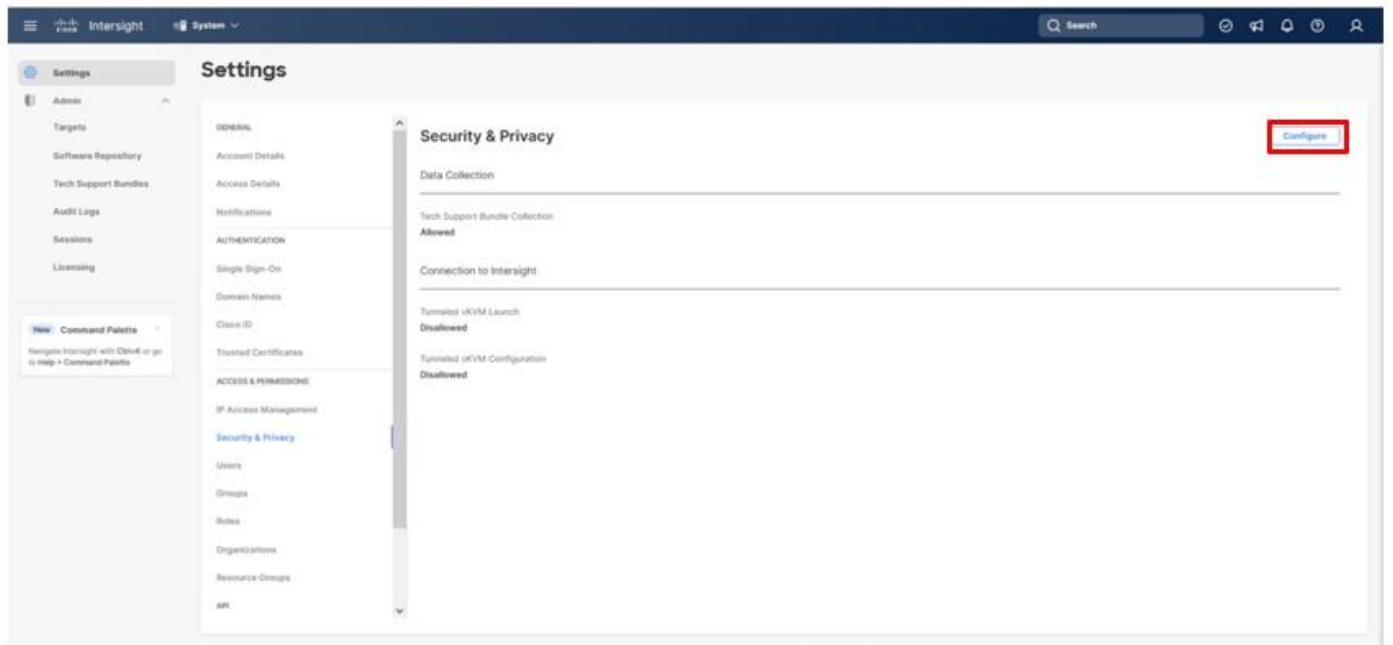 cisco Intersight
System
Search
Settings
Admin
Targets
Software Repository
Tech Support Bundles
Audit Logs
Sessions
Licensing
New Command Palette
Navigate Intersight with Ctrl+K or go
to Help > Command Palette
Settings
GENERAL
Account Details
Access Details
Notifications
AUTHENTICATION
Single Sign-On
Domain Names
Cisco ID
Trusted Certificates
ACCESS & PERMISSIONS
IP Access Management
Security & Privacy
Users
Groups
Roles
Organizations
Resource Groups
API
Security & Privacy
Configure
Data Collection
Tech Support Bundle Collection
Allowed
Connection to Intersight
Tunneled vKVM Launch
Disallowed
Tunneled vKVM Configuration
Disallowed